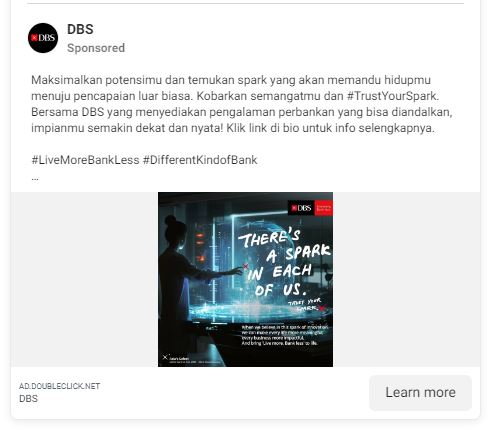 DBS
Sponsored
DBS
Maksimalkan potensimu dan temukan spark yang akan memandu hidupmu
menuju pencapaian luar biasa. Kobarkan semangatmu dan #TrustYourSpark.
Bersama DBS yang menyediakan pengalaman perbankan yang bisa diandalkan,
impianmu semakin dekat dan nyata! Klik link di bio untuk info selengkapnya.
#LiveMoreBankLess #DifferentKindofBank
...
DBS
THERE'S
A SPARK
IN EACH
OF US.
TRUST YOUR
SPARK.
When we believe in this spark of innovation,
we can make every life more meaningful,
every business more impactful.
And bring 'Live more, Bank less' to life.
AD.DOUBLECLICK.NET
DBS
Learn more